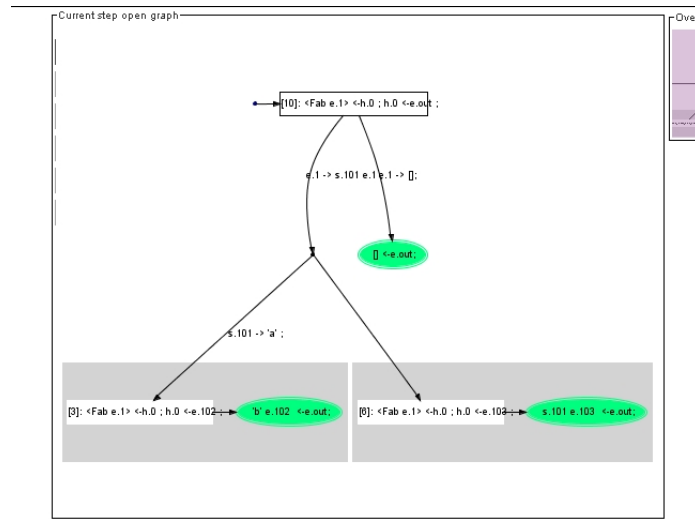 Current step open graph
Ove
[10]: <Fab e.1> <-h.0 ; h.0 <-e.out ;
e.1 -> s.101 e.1 e.1 -> [];
[] <-e.out;
s.101 -> 'a' ;
[3]: <Fab e.1> <-h.0 ; h.0 <-e.102 ;
'b' e.102 <-e.out;
[6]: <Fab e.1> <-h.0 ; h.0 <-e.103 ;
s.101 e.103 <-e.out;